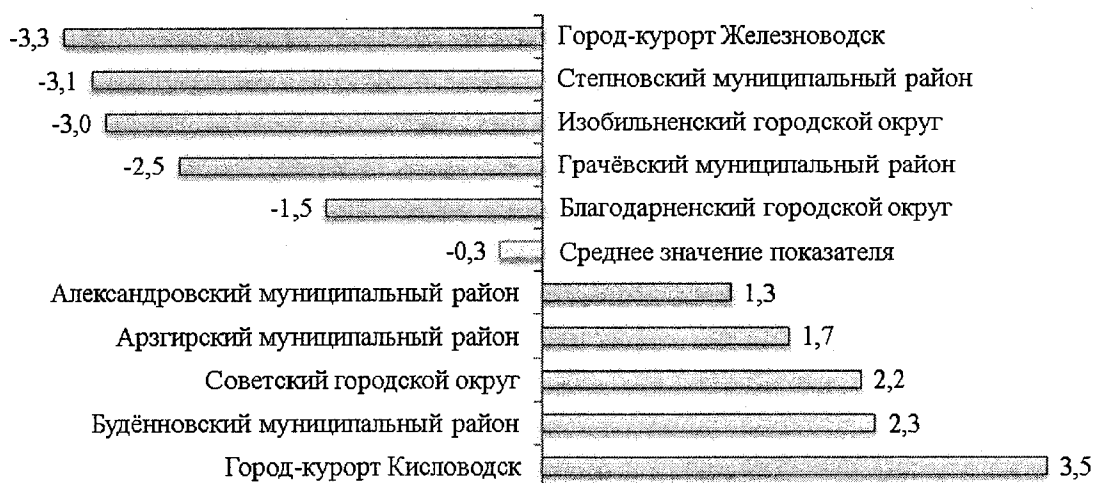 -3,3 Город-курорт Железноводск
-3,1 Степновский муниципальный район
-3,0 Изобильненский городской округ
-2,5 Грачёвский муниципальный район
-1,5 Благодарненский городской округ
-0,3 Среднее значение показателя
Александровский муниципальный район 1,3
Арзгирский муниципальный район 1,7
Советский городской округ 2,2
Будённовский муниципальный район 2,3
Город-курорт Кисловодск 3,5